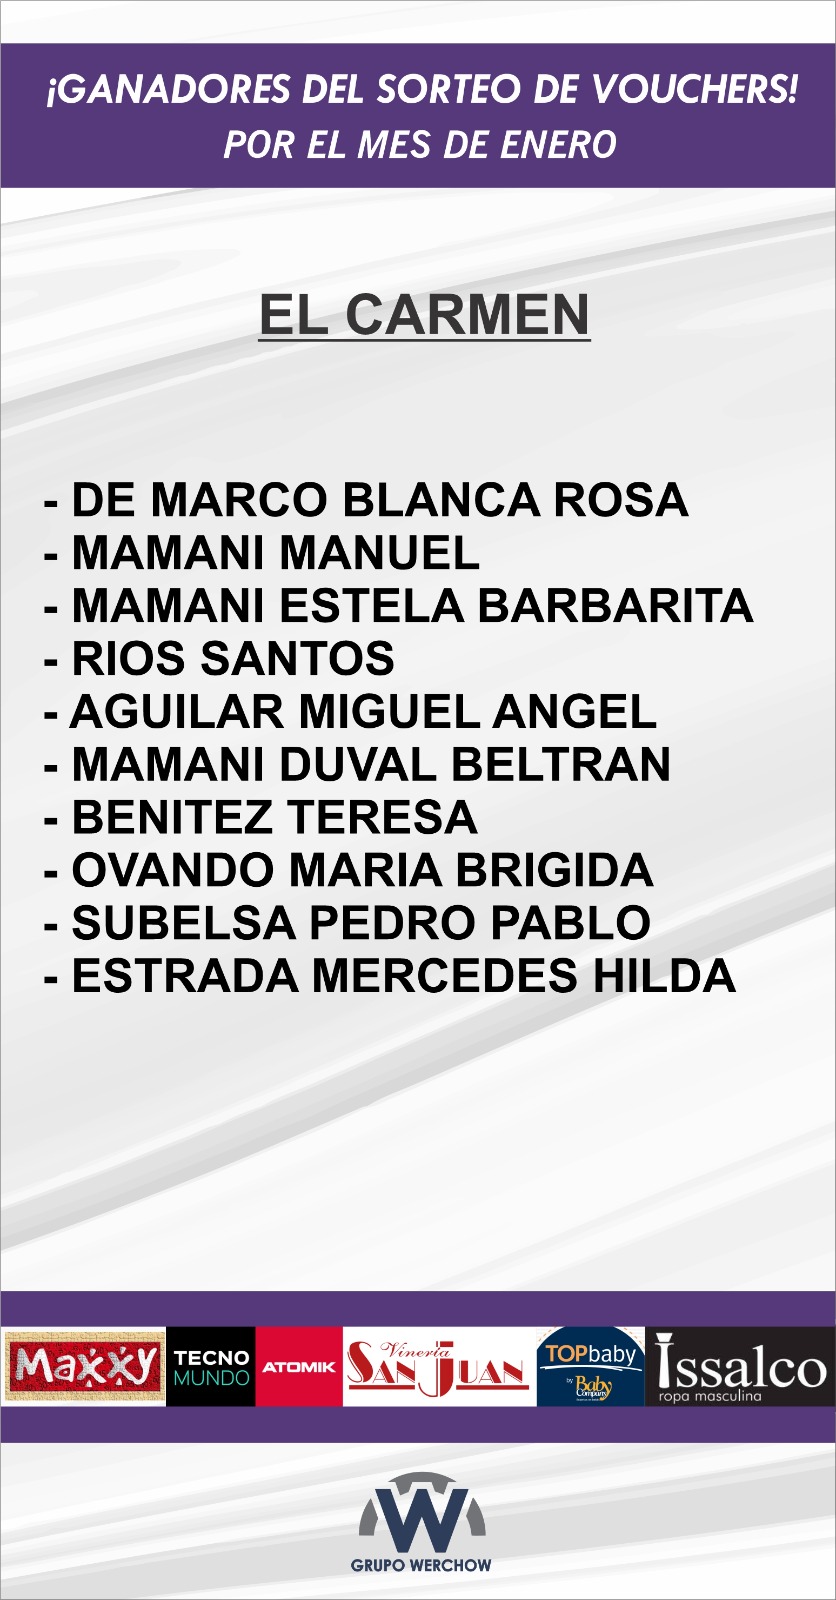 ¡GANADORES DEL SORTEO DE VOUCHERS!
POR EL MES DE ENERO
EL CARMEN
- DE MARCO BLANCA ROSA
- MAMANI MANUEL
- MAMANI ESTELA BARBARITA
- RIOS SANTOS
- AGUILAR MIGUEL ANGEL
- MAMANI DUVAL BELTRAN
- BENITEZ TERESA
- OVANDO MARIA BRIGIDA
- SUBELSA PEDRO PABLO
- ESTRADA MERCEDES HILDA
Maxxy
TECNO
MUNDO
ATOMIK
Vinería
SAN JUAN
TOPbaby
by Baby
Company
Issalco
ropa masculina
W
GRUPO WERCHOW